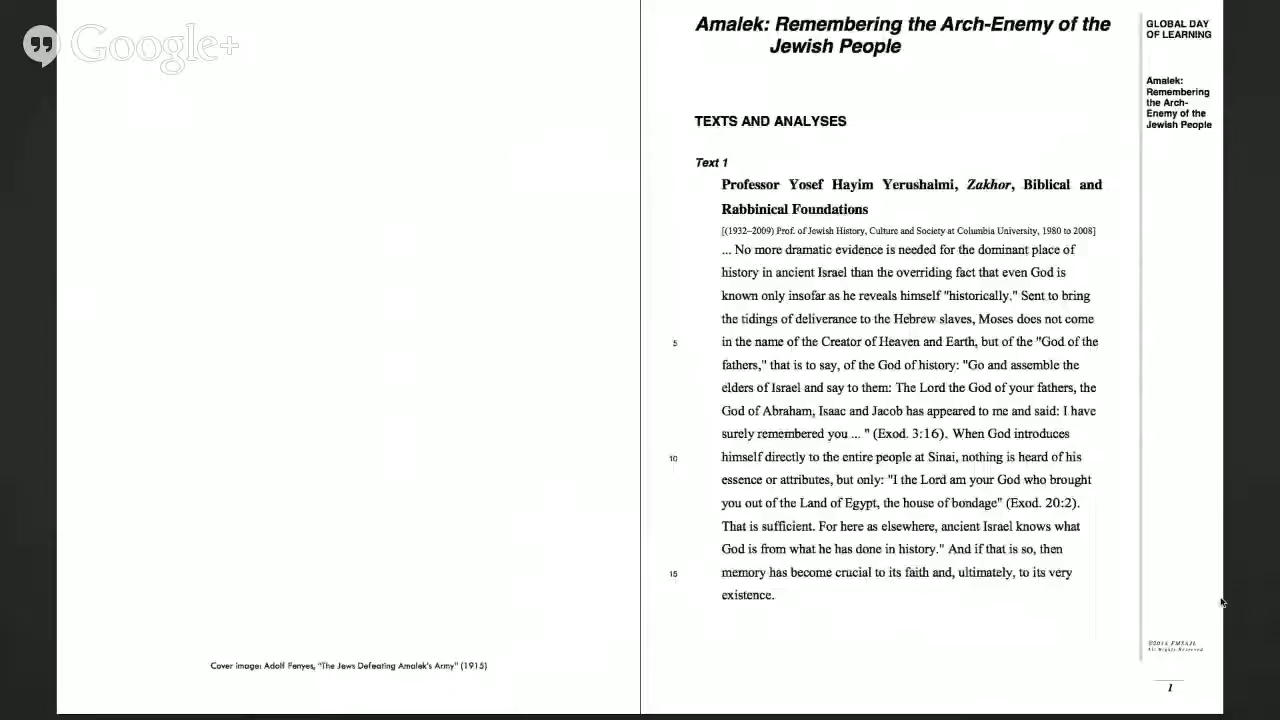 Google+
Cover image: Adolf Fenyes, "The Jews Defeating Amalek's Army" (1915)
Amalek: Remembering the Arch-Enemy of the
Jewish People
TEXTS AND ANALYSES
Text 1
Professor Yosef Hayim Yerushalmi, Zakhor, Biblical and
Rabbinical Foundations
[(1932–2009) Prof. of Jewish History, Culture and Society at Columbia University, 1980 to 2008]
... No more dramatic evidence is needed for the dominant place of
history in ancient Israel than the overriding fact that even God is
known only insofar as he reveals himself "historically." Sent to bring
the tidings of deliverance to the Hebrew slaves, Moses does not come
5 in the name of the Creator of Heaven and Earth, but of the "God of the
fathers," that is to say, of the God of history: "Go and assemble the
elders of Israel and say to them: The Lord the God of your fathers, the
God of Abraham, Isaac and Jacob has appeared to me and said: I have
surely remembered you ... " (Exod. 3:16). When God introduces
10 himself directly to the entire people at Sinai, nothing is heard of his
essence or attributes, but only: "I the Lord am your God who brought
you out of the Land of Egypt, the house of bondage" (Exod. 20:2).
That is sufficient. For here as elsewhere, ancient Israel knows what
God is from what he has done in history." And if that is so, then
15 memory has become crucial to its faith and, ultimately, to its very
existence.
GLOBAL DAY
OF LEARNING
Amalek:
Remembering
the Arch-
Enemy of the
Jewish People
All Rights Reserved
1